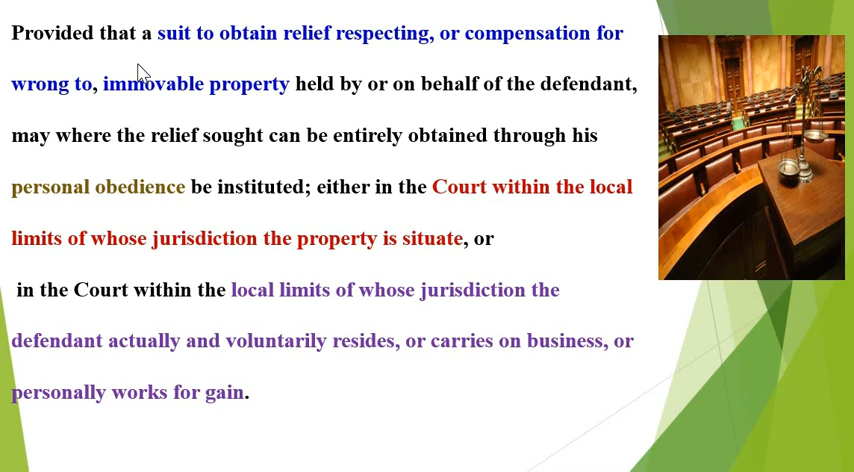 Provided that a suit to obtain relief respecting, or compensation for
wrong to, immovable property held by or on behalf of the defendant,
may where the relief sought can be entirely obtained through his
personal obedience be instituted; either in the Court within the local
limits of whose jurisdiction the property is situate, or
in the Court within the local limits of whose jurisdiction the
defendant actually and voluntarily resides, or carries on business, or
personally works for gain.